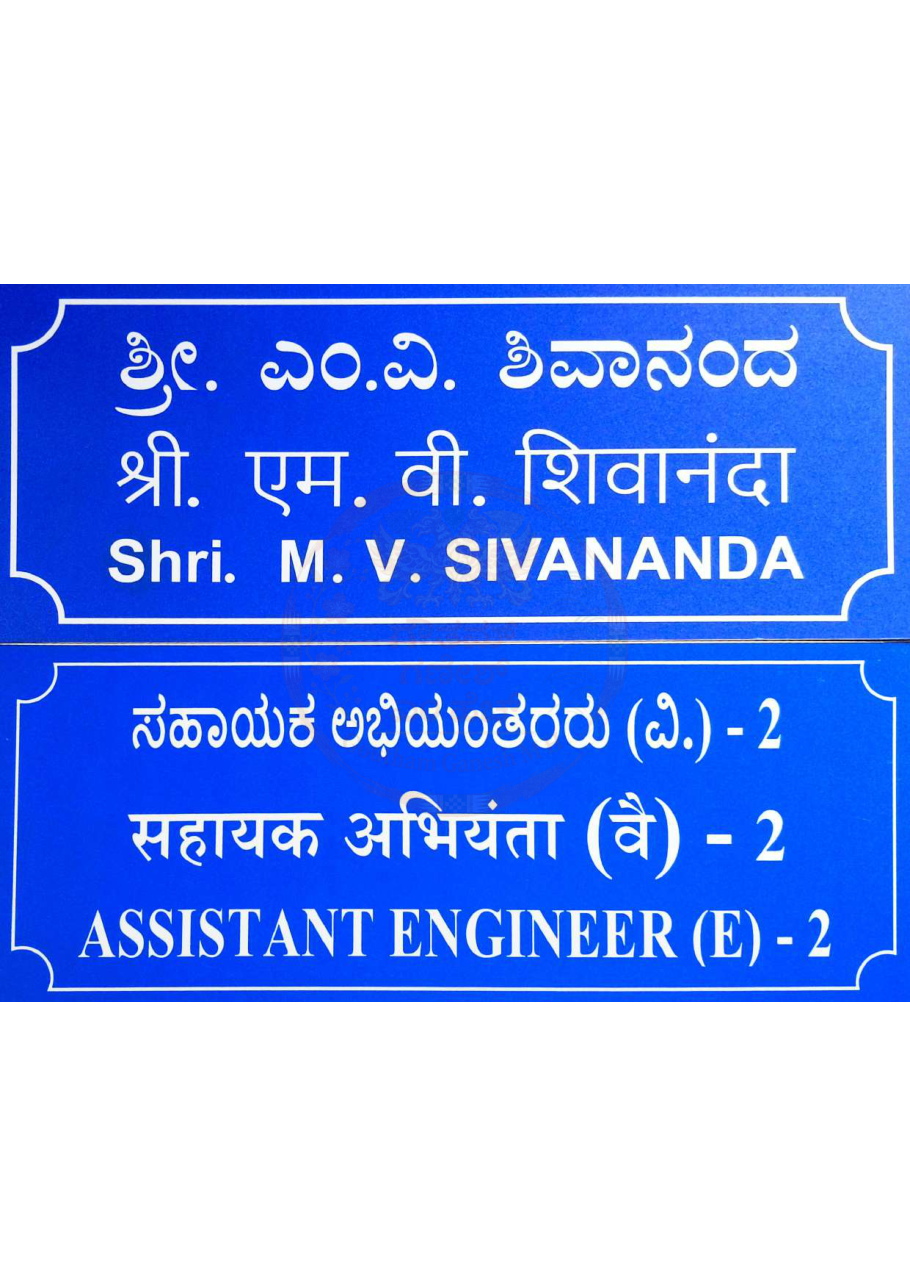 ಶ್ರೀ. ಎಂ.ವಿ. ಶಿವಾನಂದ
श्री. एम. वी. शिवानंदा
Shri. M. V. SIVANANDA
ಸಹಾಯಕ ಅಭಿಯಂತರರು (ವಿ.) - 2
सहायक अभियंता (वै) - 2
ASSISTANT ENGINEER (E) - 2